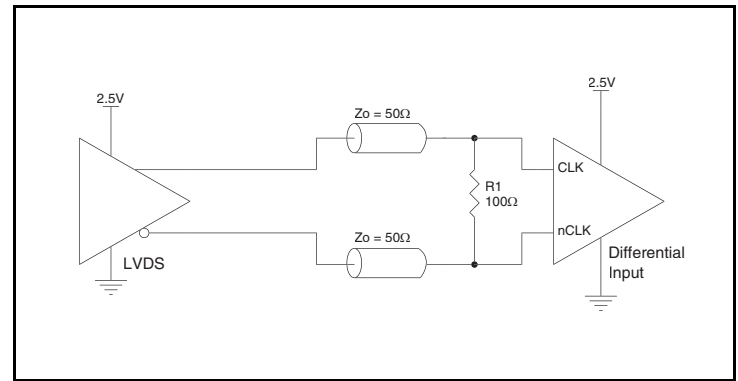 2.5V
2.5V
Zo = 50Ω
CLK
R1
100Ω
nCLK
Zo = 50Ω
LVDS
Differential
Input